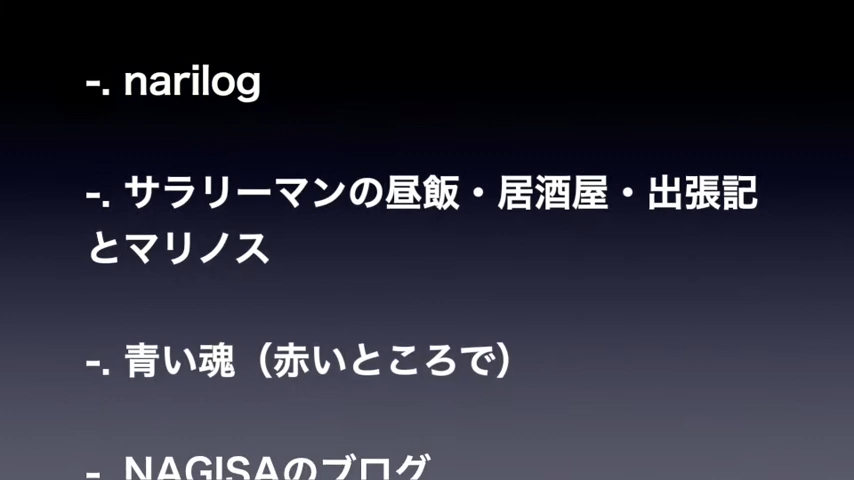 -. narilog
-. サラリーマンの昼飯・居酒屋・出張記
とマリノス
-. 青い魂（赤いところで）
-. NAGISAのブログ